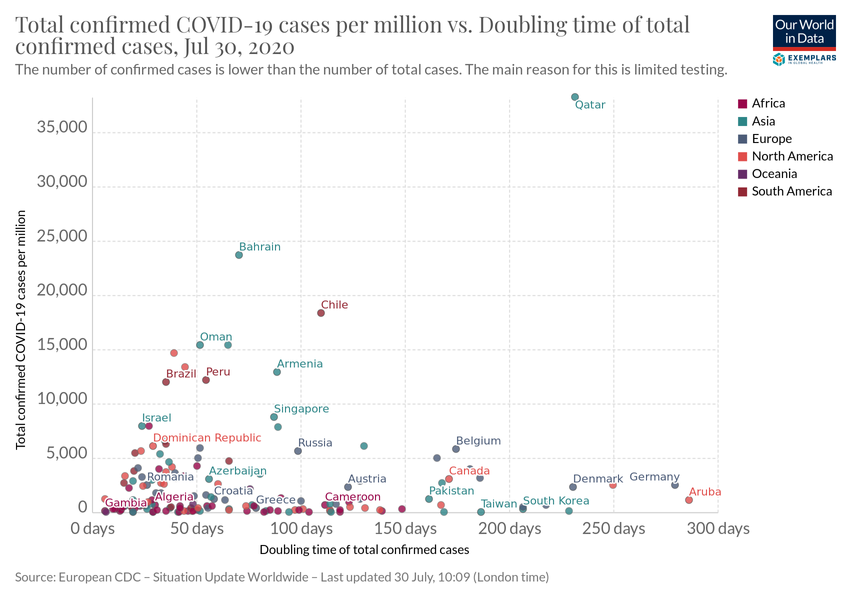 Total confirmed COVID-19 cases per million vs. Doubling time of total
confirmed cases, Jul 30, 2020
The number of confirmed cases is lower than the number of total cases. The main reason for this is limited testing.
Our World
in Data
EXEMPLARS
IN GLOBAL HEALTH
Africa
Asia
Europe
North America
Oceania
South America
Total confirmed COVID-19 cases per million
35,000
30,000
25,000
20,000
15,000
10,000
5,000
0
Qatar
Bahrain
Chile
Oman
Armenia
Brazil
Peru
Singapore
Israel
Dominican Republic
Russia
Belgium
Azerbaijan
Canada
Romania
Austria
Denmark
Germany
Croatia
Pakistan
Aruba
Gambia
Algeria
Greece
Cameroon
Taiwan
South Korea
0 days
50 days
100 days
150 days
200 days
250 days
300 days
Doubling time of total confirmed cases
Source: European CDC – Situation Update Worldwide – Last updated 30 July, 10:09 (London time)